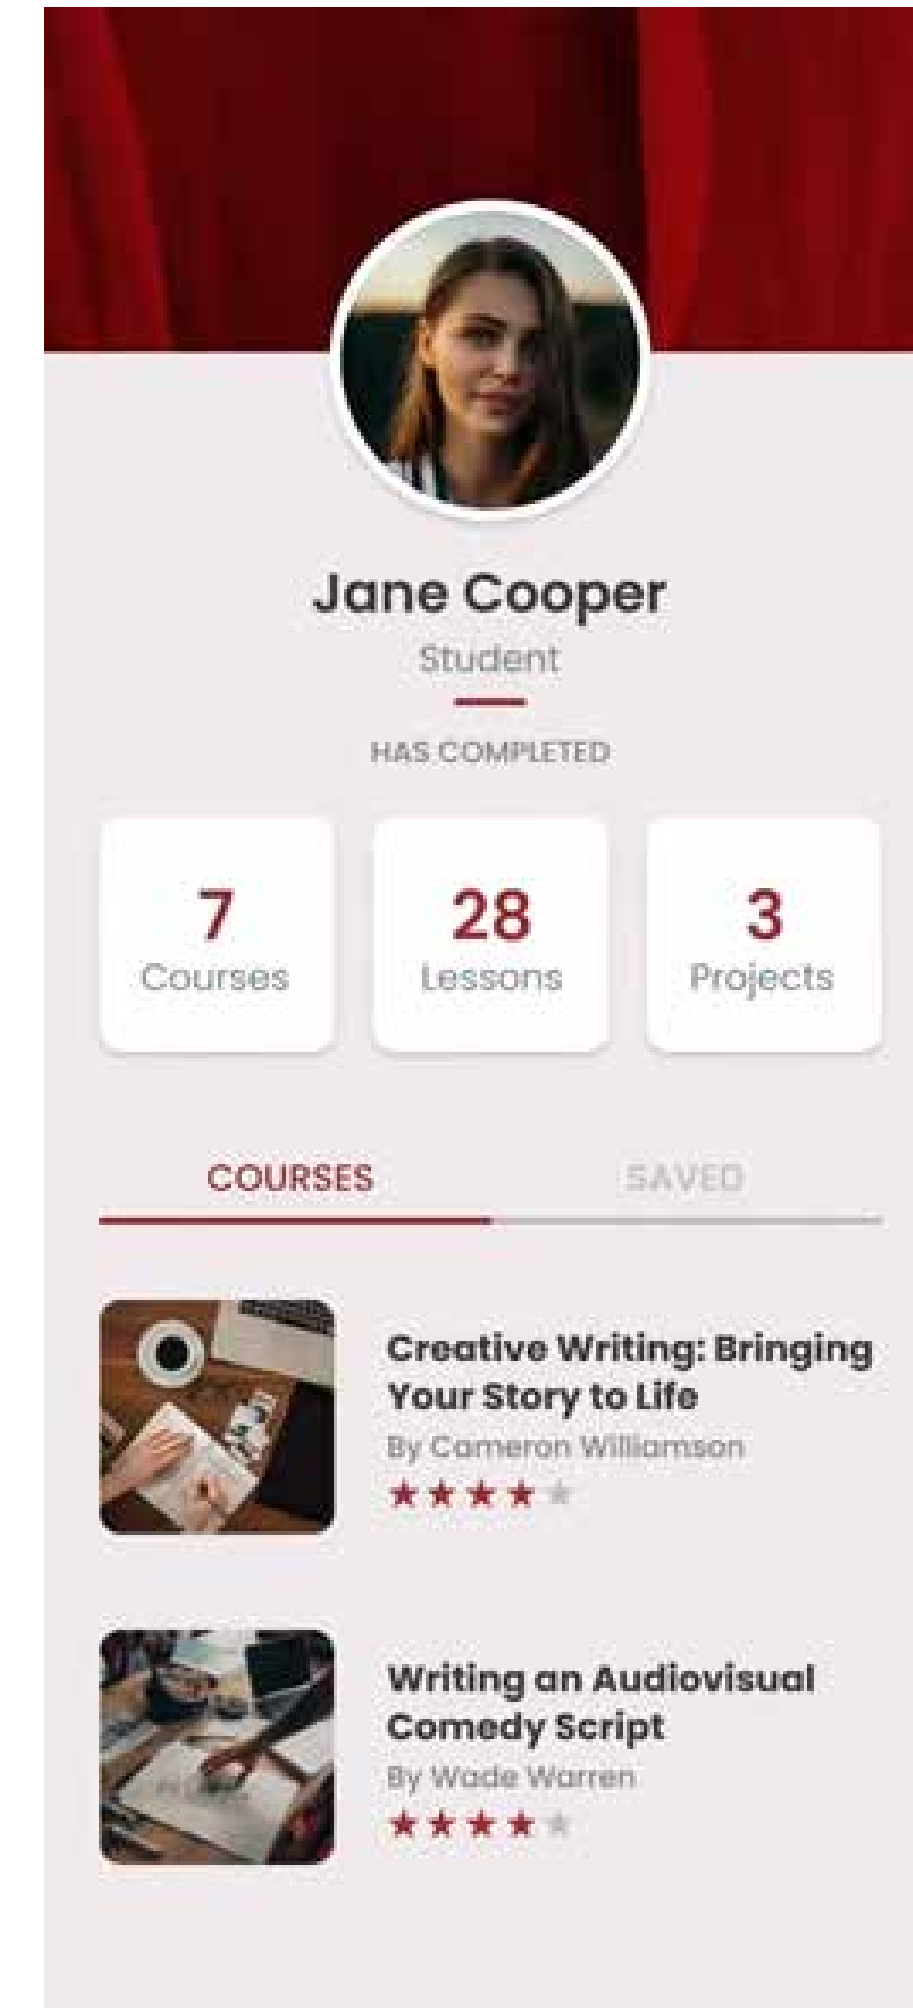 Jane Cooper
Student
HAS COMPLETED
7
Courses
28
Lessons
3
Projects
COURSES
SAVED
Creative Writing: Bringing
Your Story to Life
By Cameron Williamson
Writing an Audiovisual
Comedy Script
By Wade Warren